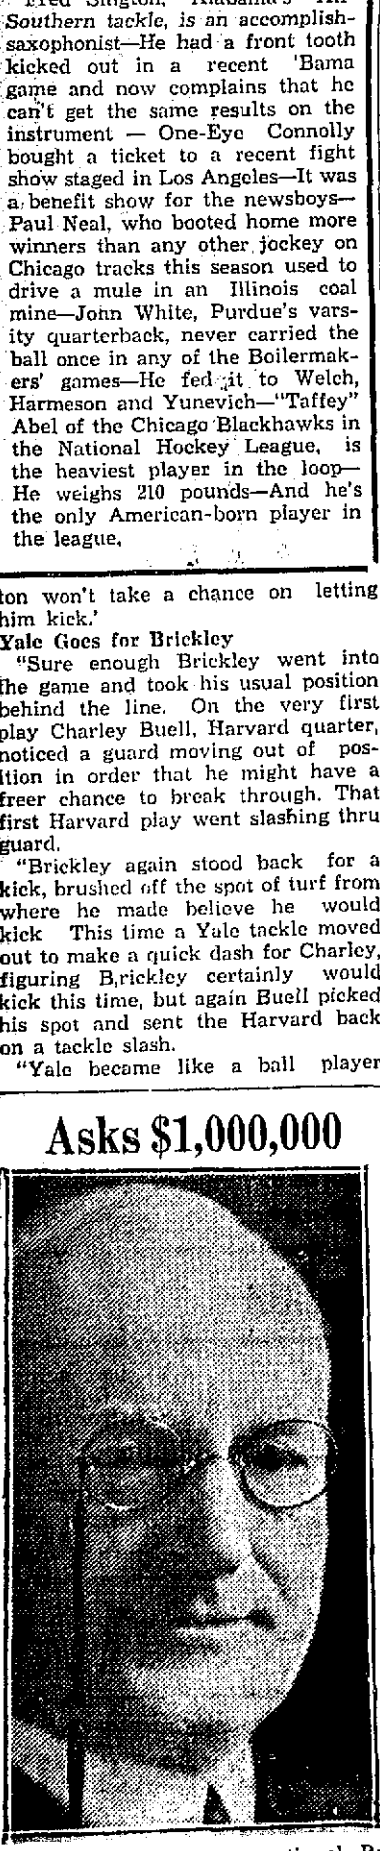 Fred Sington, Alabama's All-
Southern tackle, is an accomplish-
saxophonist—He had a front tooth
kicked out in a recent 'Bama
game and now complains that he
can't get the same results on the
instrument — One-Eye Connolly
bought a ticket to a recent fight
show staged in Los Angeles—It was
a benefit show for the newsboys—
Paul Neal, who booted home more
winners than any other jockey on
Chicago tracks this season used to
drive a mule in an Illinois coal
mine—John White, Purdue's vars-
ity quarterback, never carried the
ball once in any of the Boilermak-
ers' games—He fed it to Welch,
Harmeson and Yunevich—"Taffey"
Abel of the Chicago Blackhawks in
the National Hockey League, is
the heaviest player in the loop—
He weighs 210 pounds—And he's
the only American-born player in
the league.
ton won't take a chance on letting
him kick.'
Yale Goes for Brickley
"Sure enough Brickley went into
the game and took his usual position
behind the line. On the very first
play Charley Buell, Harvard quarter,
noticed a guard moving out of pos-
ition in order that he might have a
freer chance to break through. That
first Harvard play went slashing thru
guard.
"Brickley again stood back for a
kick, brushed off the spot of turf from
where he made believe he would
kick This time a Yale tackle moved
out to make a quick dash for Charley,
figuring B,rickley certainly would
kick this time, but again Buell picked
his spot and sent the Harvard back
on a tackle slash.
"Yale became like a ball player
Asks $1,000,000